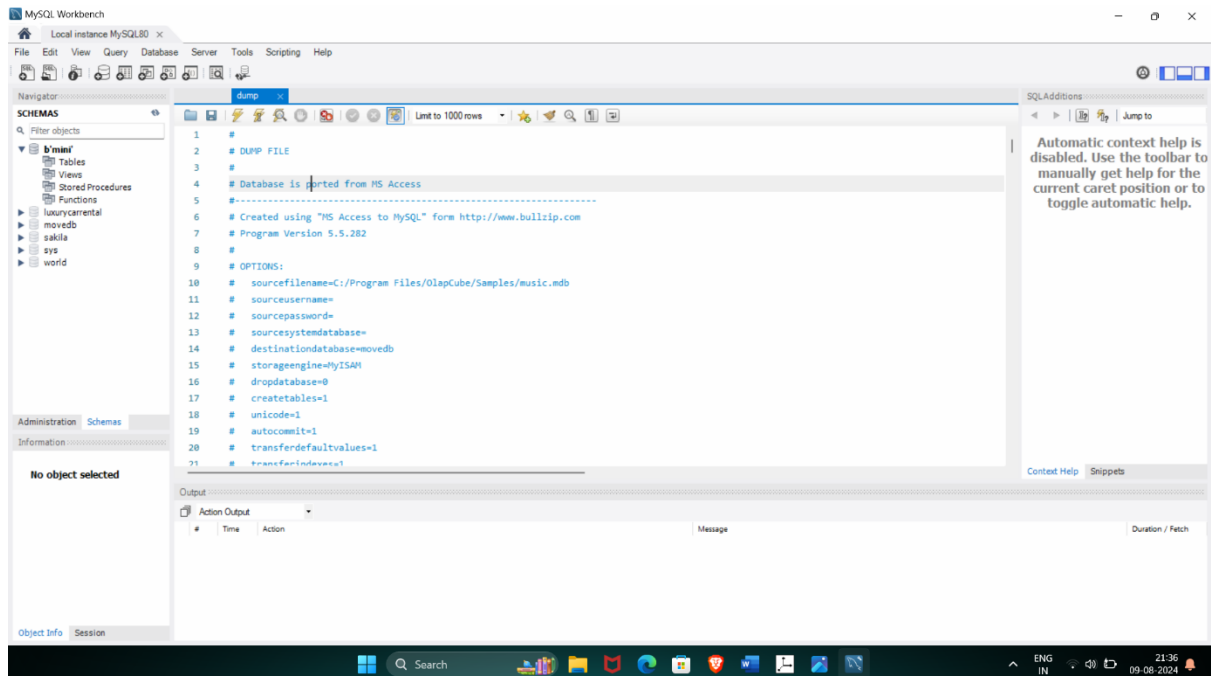 MySQL Workbench
Local instance MySQL80 ×
File Edit View Query Database Server Tools Scripting Help
Navigator
SCHEMAS
Filter objects
b'mini'
Tables
Views
Stored Procedures
Functions
luxurycarrental
movedb
sakila
sys
world
Administration Schemas
Information
No object selected
Object Info Session
dump ×
Limit to 1000 rows
1 #
2 # DUMP FILE
3 #
4 # Database is ported from MS Access
5 #------------------------------------------------------------------
6 # Created using "MS Access to MySQL" form http://www.bullzip.com
7 # Program Version 5.5.282
8 #
9 # OPTIONS:
10 # sourcefilename=C:/Program Files/OlapCube/Samples/music.mdb
11 # sourceusername=
12 # sourcepassword=
13 # sourcesystemdatabase=
14 # destinationdatabase=movedb
15 # storageengine=MyISAM
16 # dropdatabase=0
17 # createtables=1
18 # unicode=1
19 # autocommit=1
20 # transferdefaultvalues=1
21 # transferindexes=1
SQLAdditions
Jump to
Automatic context help is
disabled. Use the toolbar to
manually get help for the
current caret position or to
toggle automatic help.
Context Help Snippets
Output
Action Output
# Time Action Message Duration / Fetch
Search
ENG
IN
21:36
09-08-2024